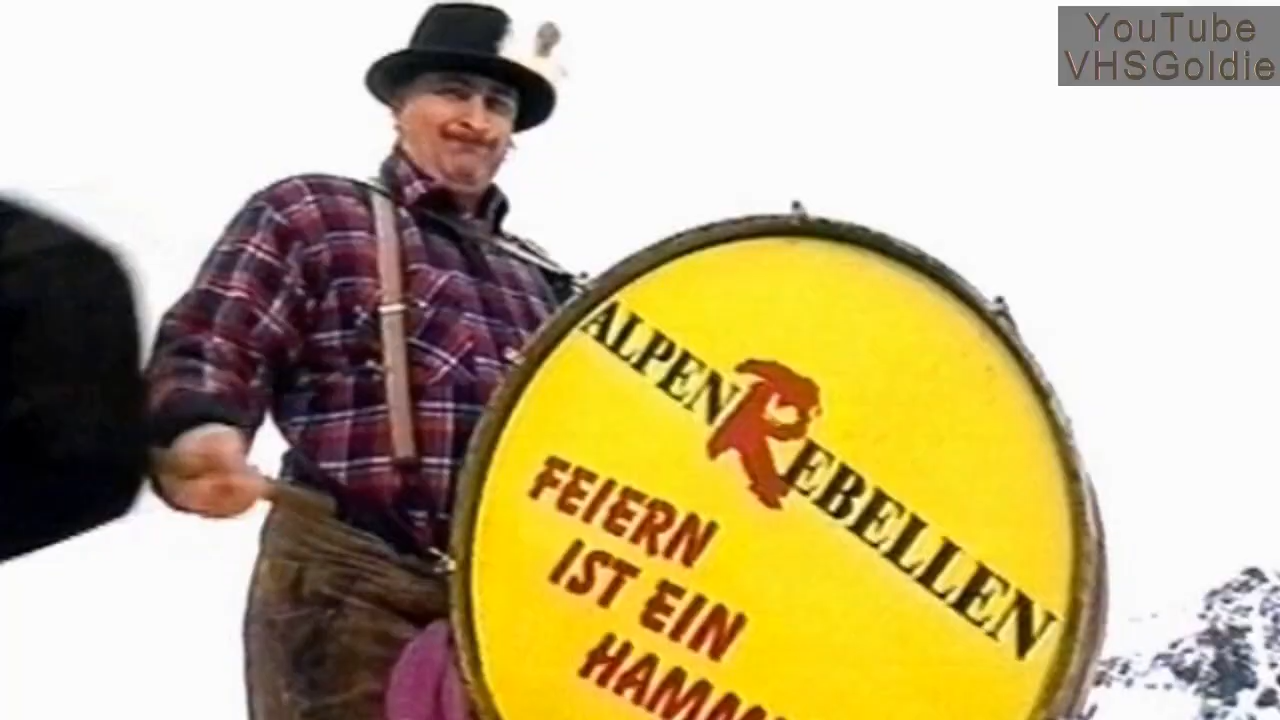 YouTube
VHSGoldie
ALPEN REBELLEN
FEIERN
IST EIN